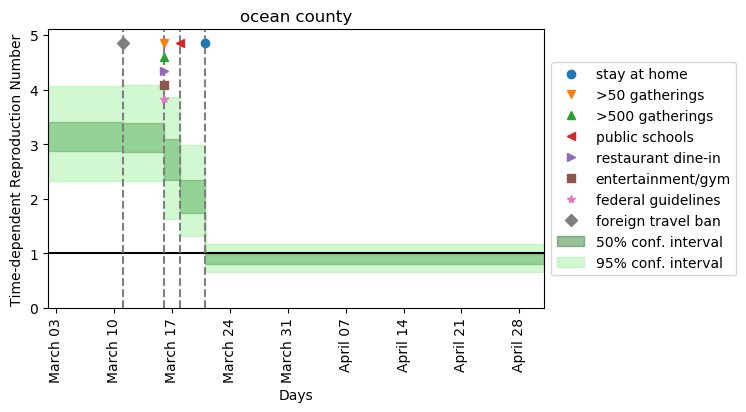 ocean county
Time-dependent Reproduction Number
5
4
3
2
1
0
March 03
March 10
March 17
March 24
March 31
April 07
April 14
April 21
April 28
Days
stay at home
>50 gatherings
>500 gatherings
public schools
restaurant dine-in
entertainment/gym
federal guidelines
foreign travel ban
50% conf. interval
95% conf. interval